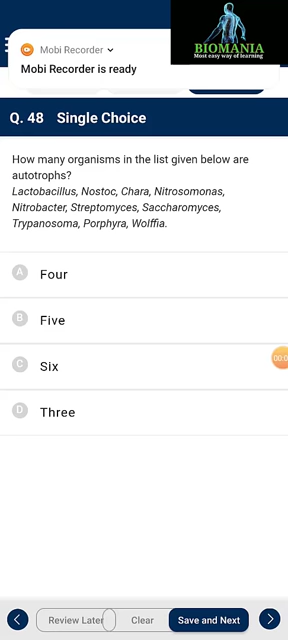 Mobi Recorder
Mobi Recorder is ready
BIOMANIA
Most easy way of learning
Q. 48 Single Choice
How many organisms in the list given below are
autotrophs?
Lactobacillus, Nostoc, Chara, Nitrosomonas,
Nitrobacter, Streptomyces, Saccharomyces,
Trypanosoma, Porphyra, Wolffia.
A Four
B Five
C Six
D Three
00:0
Review Later
Clear
Save and Next